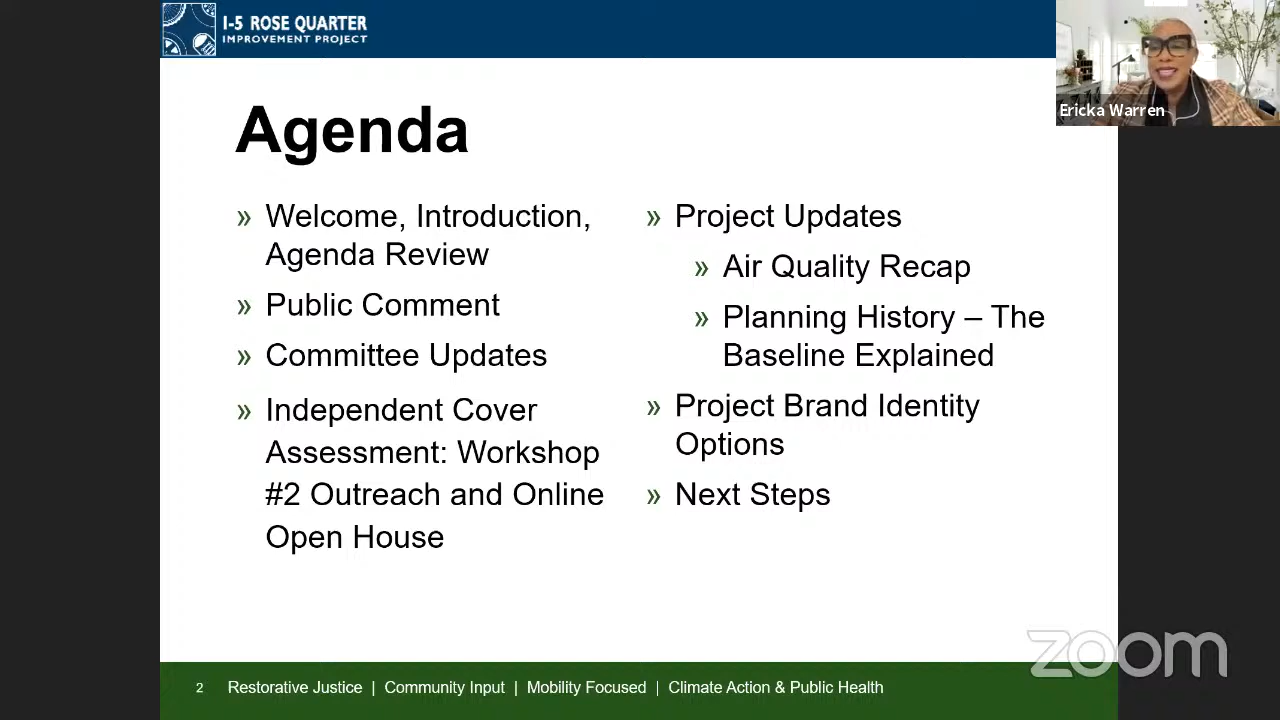 I-5 ROSE QUARTER
IMPROVEMENT PROJECT
Ericka Warren
Agenda
» Welcome, Introduction,
Agenda Review
» Public Comment
» Committee Updates
» Independent Cover
Assessment: Workshop
#2 Outreach and Online
Open House
» Project Updates
» Air Quality Recap
» Planning History – The
Baseline Explained
» Project Brand Identity
Options
» Next Steps
zoom
2 Restorative Justice | Community Input | Mobility Focused | Climate Action & Public Health